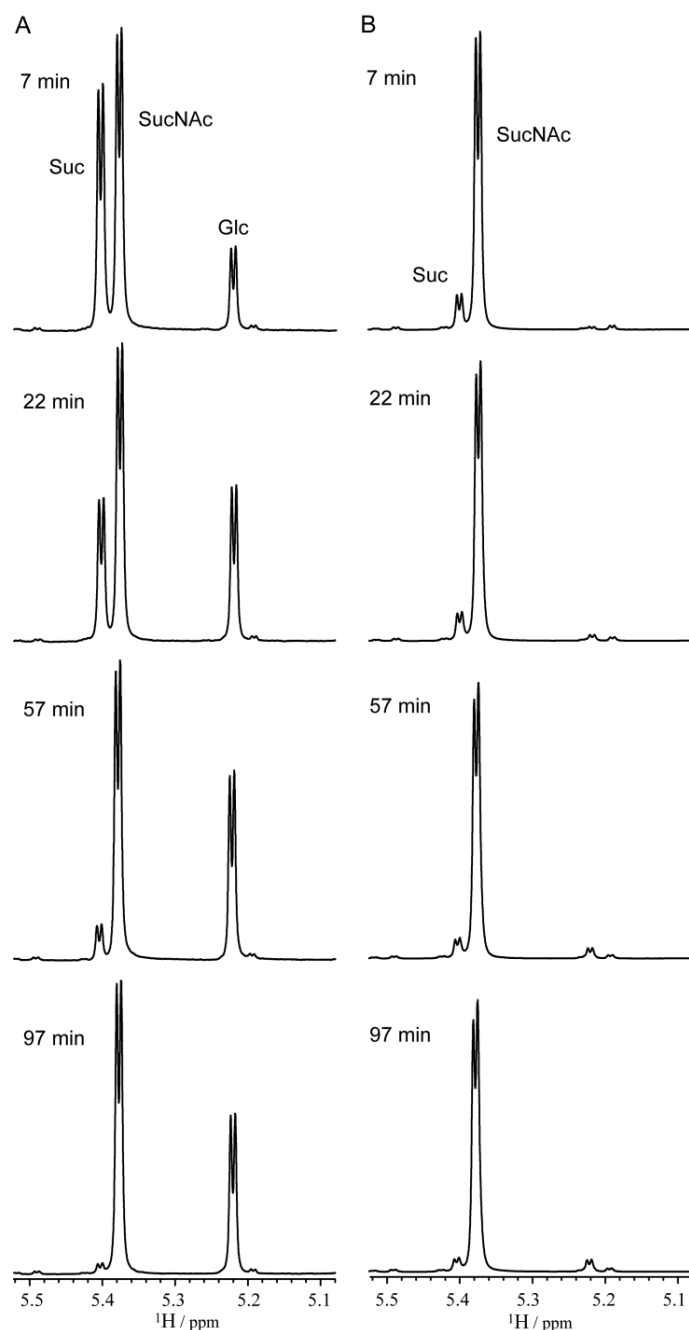 A
7 min
Suc
SucNAc
Glc
22 min
57 min
97 min
5.5 5.4 5.3 5.2 5.1
¹H / ppm
B
7 min
SucNAc
Suc
22 min
57 min
97 min
5.5 5.4 5.3 5.2 5.1
¹H / ppm